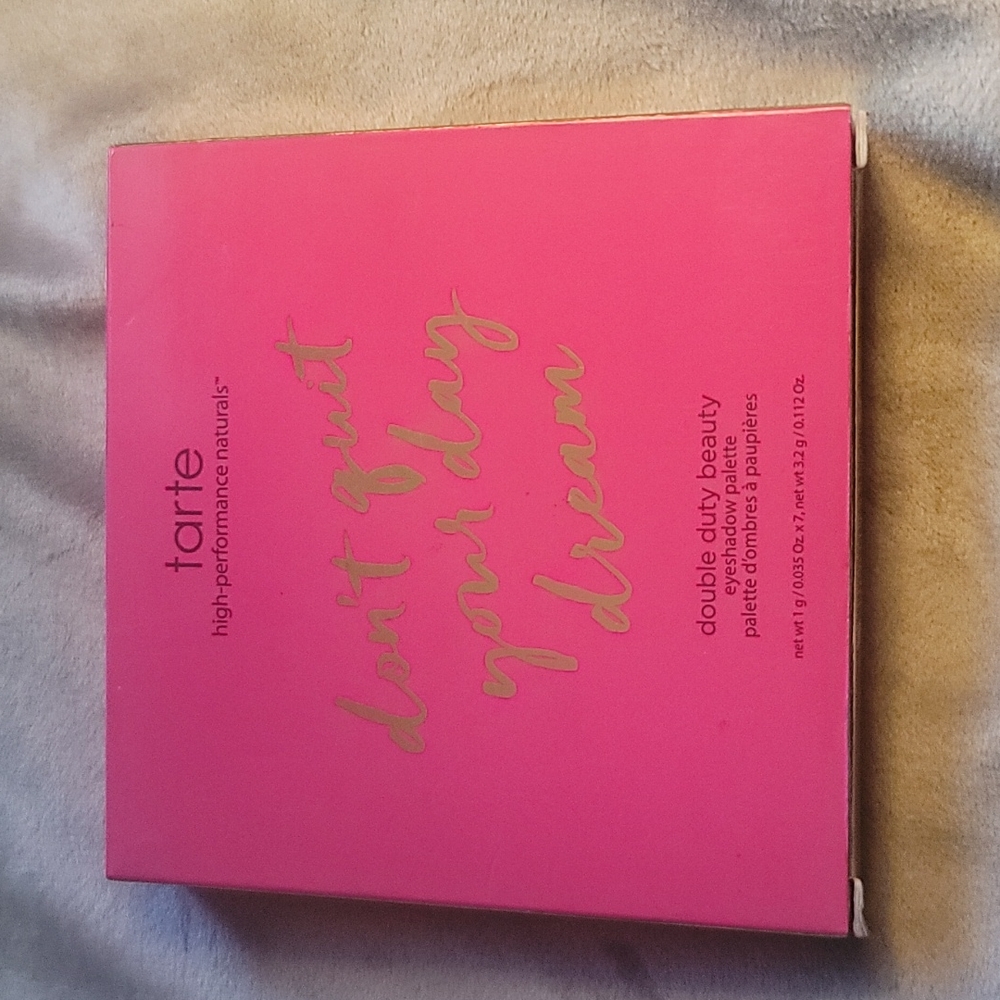 tarte
high-performance naturals™
don't quit
your day
dream
double duty beauty
eyeshadow palette
palette d'ombres à paupières
net wt 1 g / 0.035 Oz. x 7, net wt 3.2 g / 0.112 Oz.